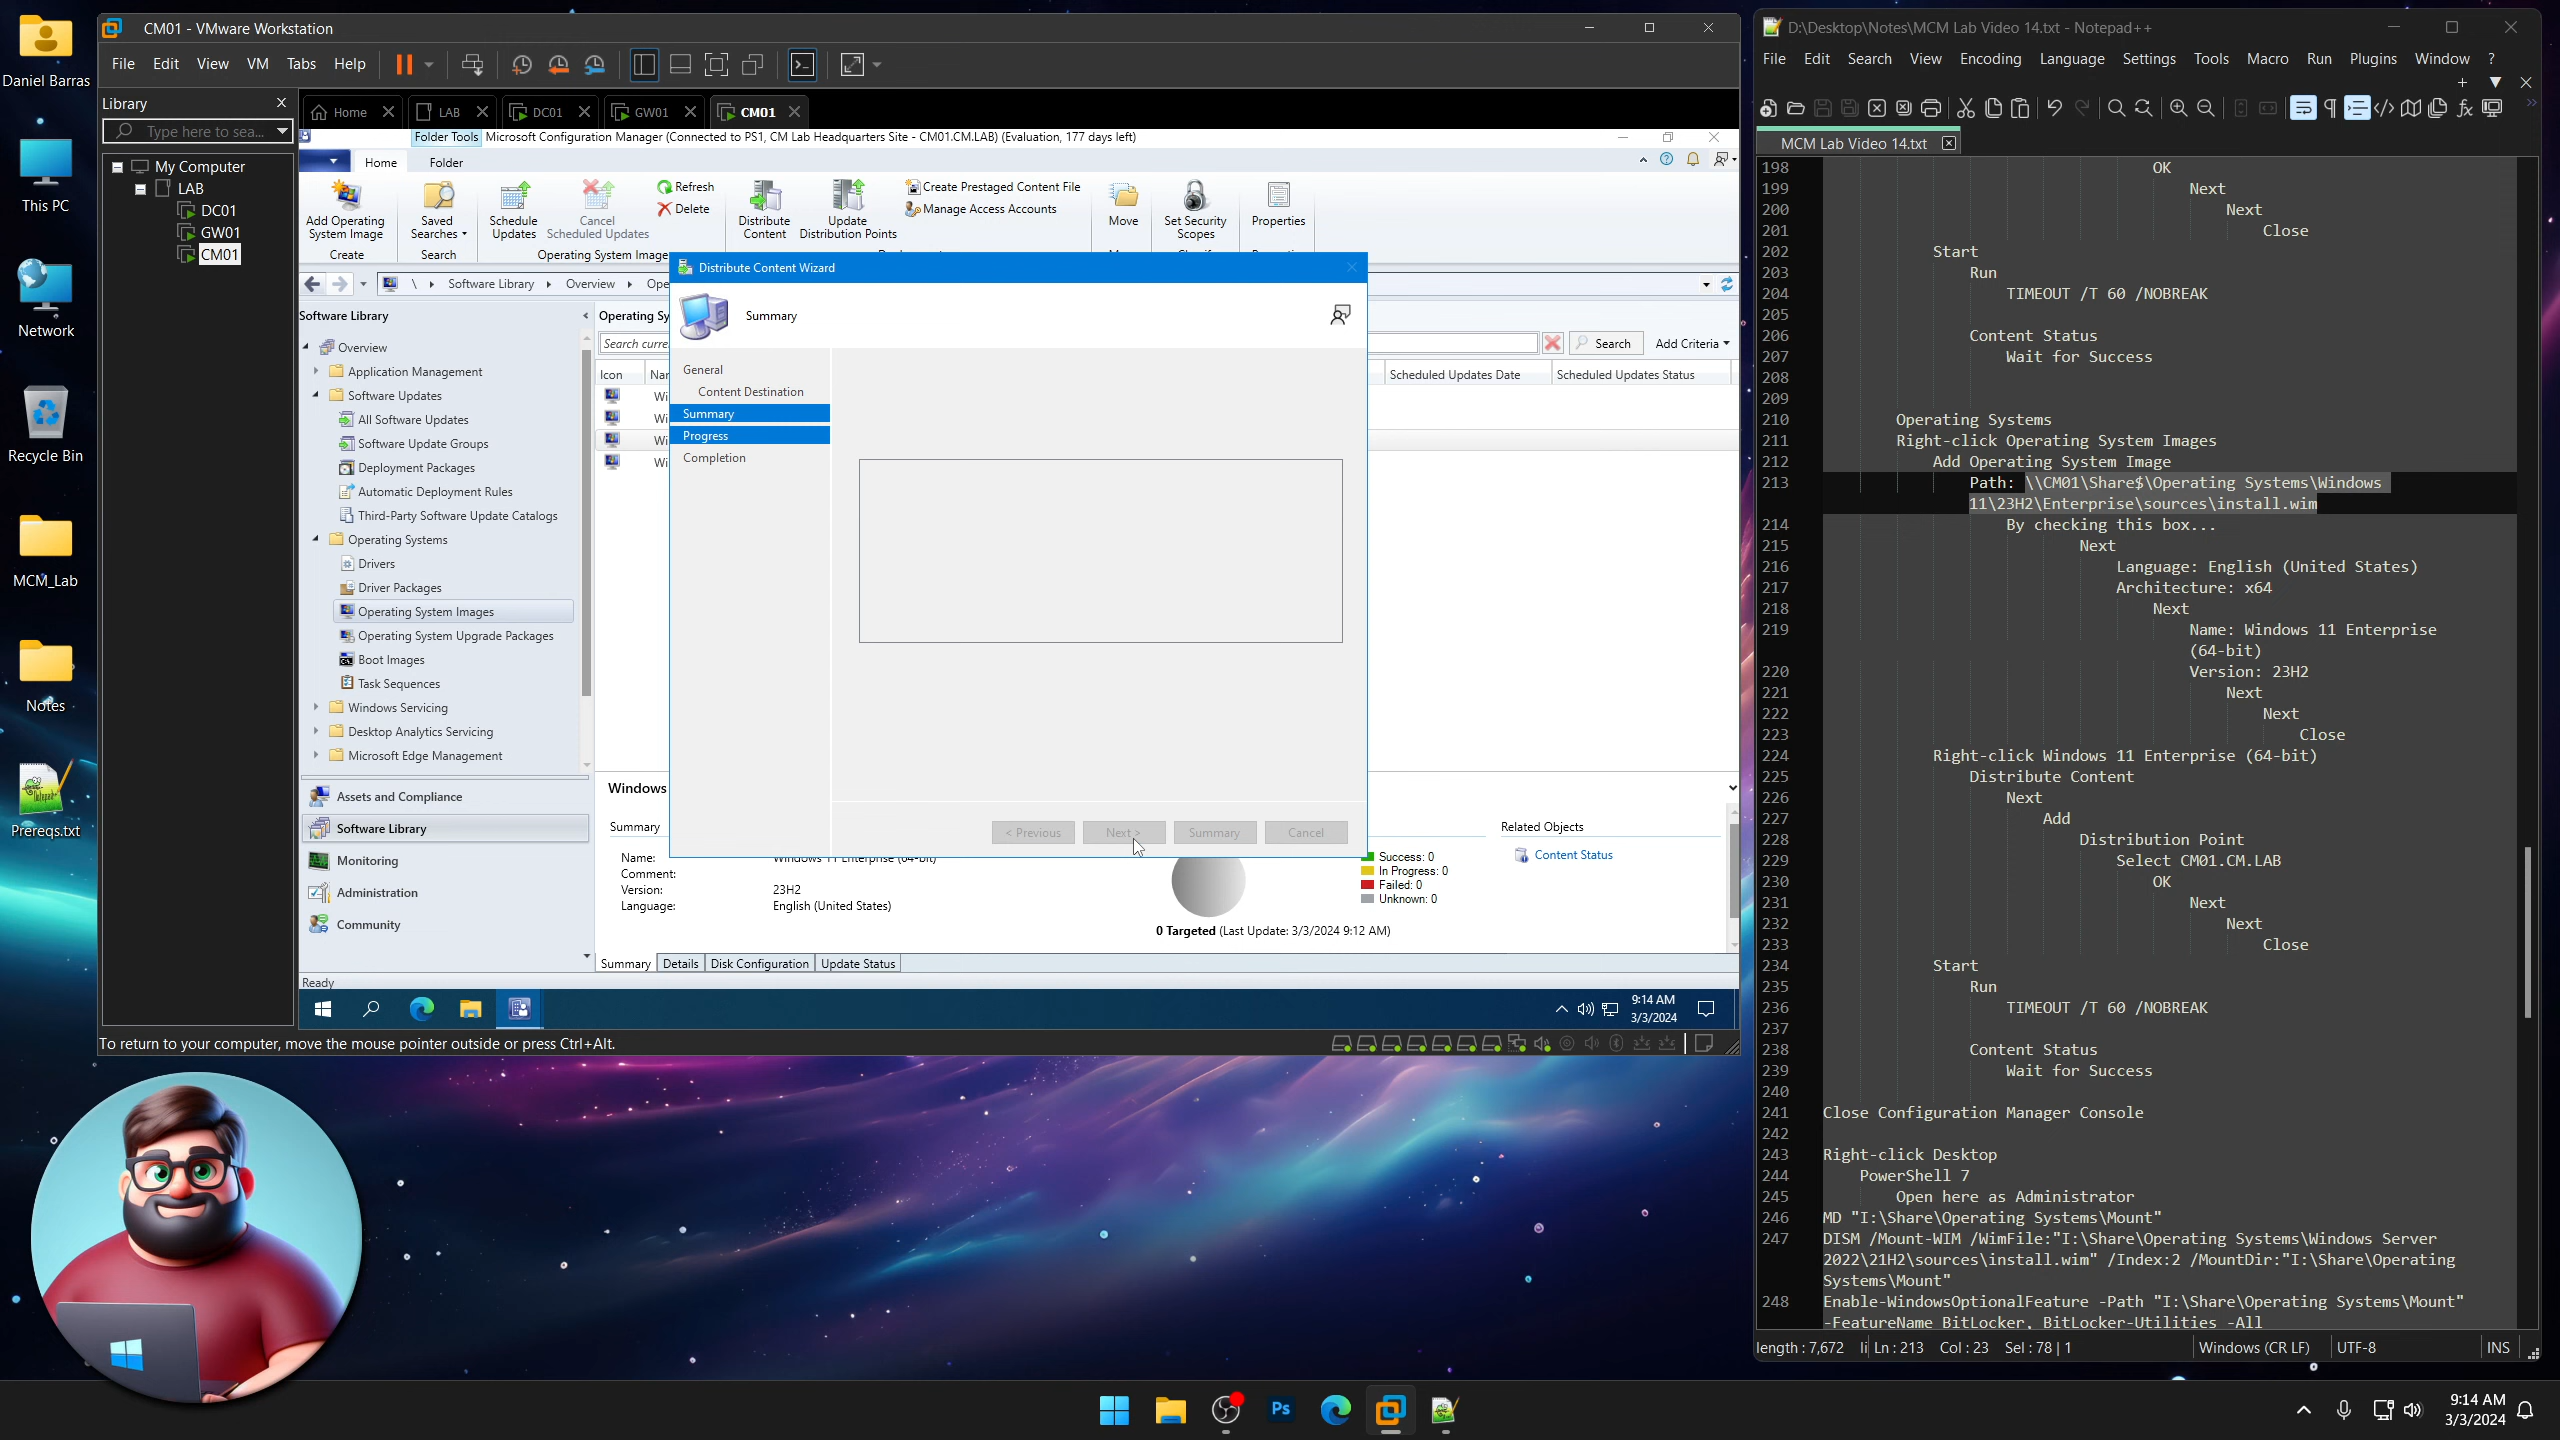 Daniel Barras
This PC
Network
Recycle Bin
MCM_Lab
Notes
Prereqs.txt
CM01 - VMware Workstation
File Edit View VM Tabs Help
Library
Type here to sea...
My Computer
LAB
DC01
GW01
CM01
Home LAB DC01 GW01 CM01
Folder Tools Microsoft Configuration Manager (Connected to PS1, CM Lab Headquarters Site - CM01.CM.LAB) (Evaluation, 177 days left)
Home Folder
Add Operating System Image
Create
Saved Searches
Search
Schedule Updates
Cancel Scheduled Updates
Refresh
Delete
Operating System Image
Distribute Content
Update Distribution Points
Create Prestaged Content File
Manage Access Accounts
Move
Set Security Scopes
Properties
\ Software Library Overview Ope
Software Library
Overview
Application Management
Software Updates
All Software Updates
Software Update Groups
Deployment Packages
Automatic Deployment Rules
Third-Party Software Update Catalogs
Operating Systems
Drivers
Driver Packages
Operating System Images
Operating System Upgrade Packages
Boot Images
Task Sequences
Windows Servicing
Desktop Analytics Servicing
Microsoft Edge Management
Assets and Compliance
Software Library
Monitoring
Administration
Community
Operating Sy
Search curre
Search Add Criteria
Icon Nar Scheduled Updates Date Scheduled Updates Status
Wi
Wi
Wi
Wi
Distribute Content Wizard
Summary
General
Content Destination
Summary
Progress
Completion
< Previous Next > Summary Cancel
Windows
Summary
Name: Windows 11 Enterprise (64-bit)
Comment:
Version: 23H2
Language: English (United States)
Success: 0
In Progress: 0
Failed: 0
Unknown: 0
0 Targeted (Last Update: 3/3/2024 9:12 AM)
Related Objects
Content Status
Summary Details Disk Configuration Update Status
Ready
9:14 AM
3/3/2024
To return to your computer, move the mouse pointer outside or press Ctrl+Alt.
D:\Desktop\Notes\MCM Lab Video 14.txt - Notepad++
File Edit Search View Encoding Language Settings Tools Macro Run Plugins Window ?
MCM Lab Video 14.txt
198 OK
199 Next
200 Next
201 Close
202 Start
203 Run
204 TIMEOUT /T 60 /NOBREAK
205
206 Content Status
207 Wait for Success
208
209
210 Operating Systems
211 Right-click Operating System Images
212 Add Operating System Image
213 Path: \\CM01\Share$\Operating Systems\Windows
11\23H2\Enterprise\sources\install.wim
214 By checking this box...
215 Next
216 Language: English (United States)
217 Architecture: x64
218 Next
219 Name: Windows 11 Enterprise
(64-bit)
220 Version: 23H2
221 Next
222 Next
223 Close
224 Right-click Windows 11 Enterprise (64-bit)
225 Distribute Content
226 Next
227 Add
228 Distribution Point
229 Select CM01.CM.LAB
230 OK
231 Next
232 Next
233 Close
234 Start
235 Run
236 TIMEOUT /T 60 /NOBREAK
237
238 Content Status
239 Wait for Success
240
241 Close Configuration Manager Console
242
243 Right-click Desktop
244 PowerShell 7
245 Open here as Administrator
246 MD "I:\Share\Operating Systems\Mount"
247 DISM /Mount-WIM /WimFile:"I:\Share\Operating Systems\Windows Server
2022\21H2\sources\install.wim" /Index:2 /MountDir:"I:\Share\Operating
Systems\Mount"
248 Enable-WindowsOptionalFeature -Path "I:\Share\Operating Systems\Mount"
-FeatureName BitLocker, BitLocker-Utilities -All
length : 7,672 li Ln : 213 Col : 23 Sel : 78 | 1 Windows (CR LF) UTF-8 INS
Ps
9:14 AM
3/3/2024